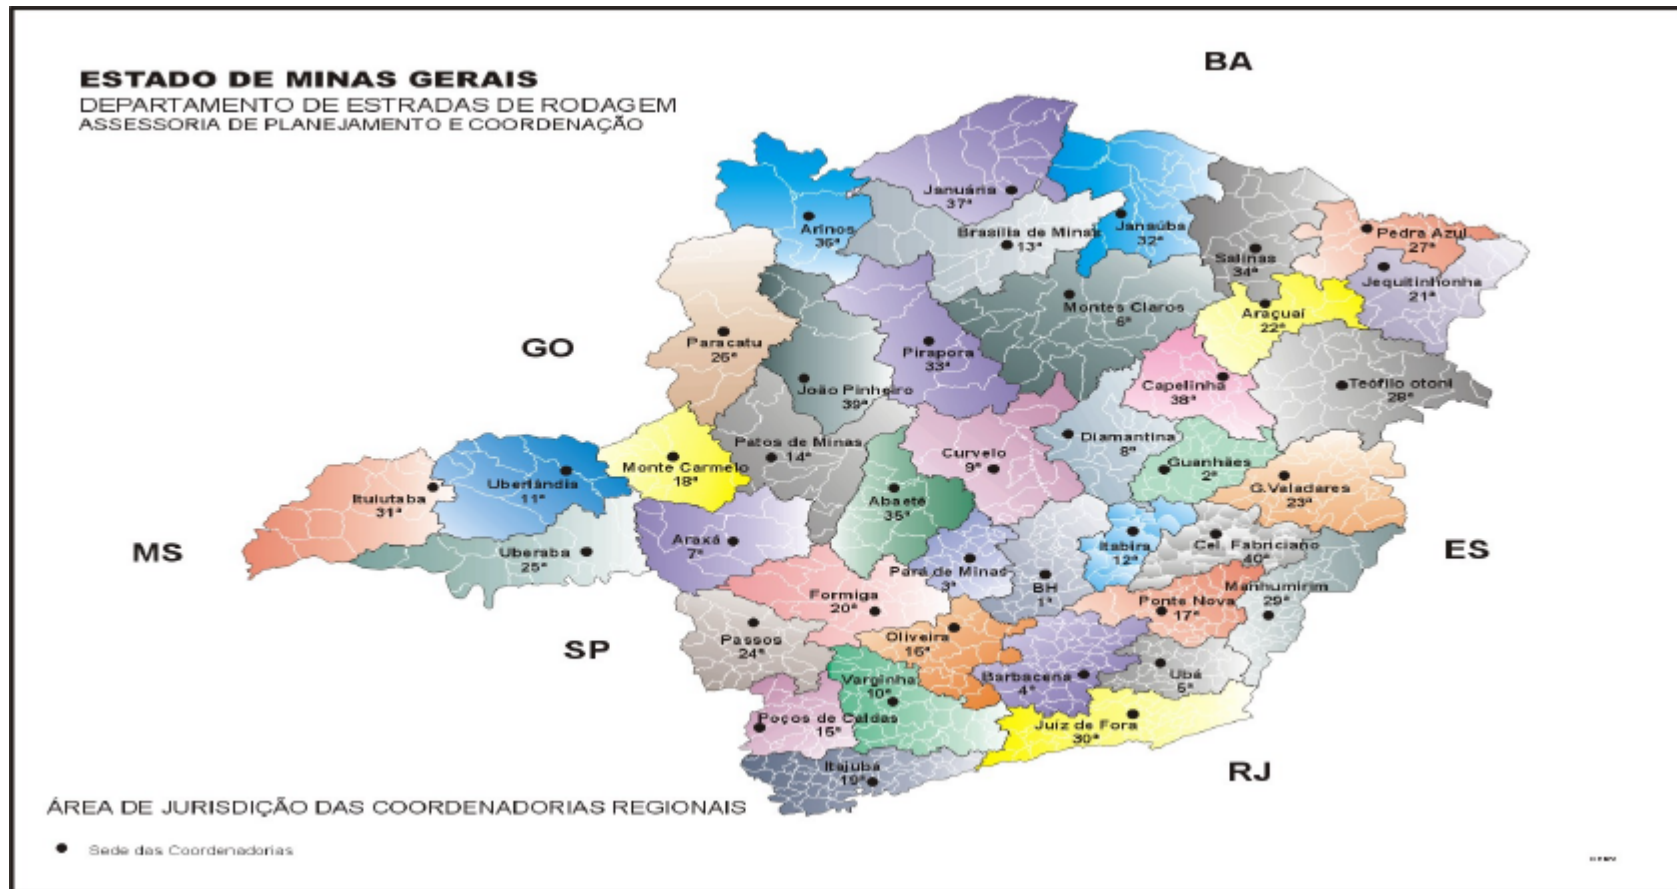 BA
ESTADO DE MINAS GERAIS
DEPARTAMENTO DE ESTRADAS DE RODAGEM
ASSESSORIA DE PLANEJAMENTO E COORDENAÇÃO
Januária
37ª
Arinos
36ª
Brasília de Minas
13ª
Janaúba
32ª
Pedra Azul
27ª
Salinas
34ª
Jequitinhonha
21ª
Montes Claros
6ª
Araçuaí
22ª
GO
Paracatu
26ª
Pirapora
33ª
João Pinheiro
39ª
Capelinha
38ª
Teófilo otoni
28ª
Patos de Minas
14ª
Diamantina
8ª
Curvelo
9ª
Guanhães
2ª
Monte Carmelo
18ª
Uberlândia
11ª
Ituiutaba
31ª
Abaeté
35ª
G.Valadares
23ª
MS
Uberaba
25ª
Araxá
7ª
Itabira
12ª
Cel. Fabriciano
40ª
ES
Pará de Minas
3ª
BH
1ª
Manhumirim
29ª
Formiga
20ª
Ponte Nova
17ª
SP
Passos
24ª
Oliveira
16ª
Varginha
10ª
Barbacena
4ª
Ubá
5ª
Poços de Caldas
15ª
Juiz de Fora
30ª
Itajubá
19ª
RJ
ÁREA DE JURISDIÇÃO DAS COORDENADORIAS REGIONAIS
Sede das Coordenadorias